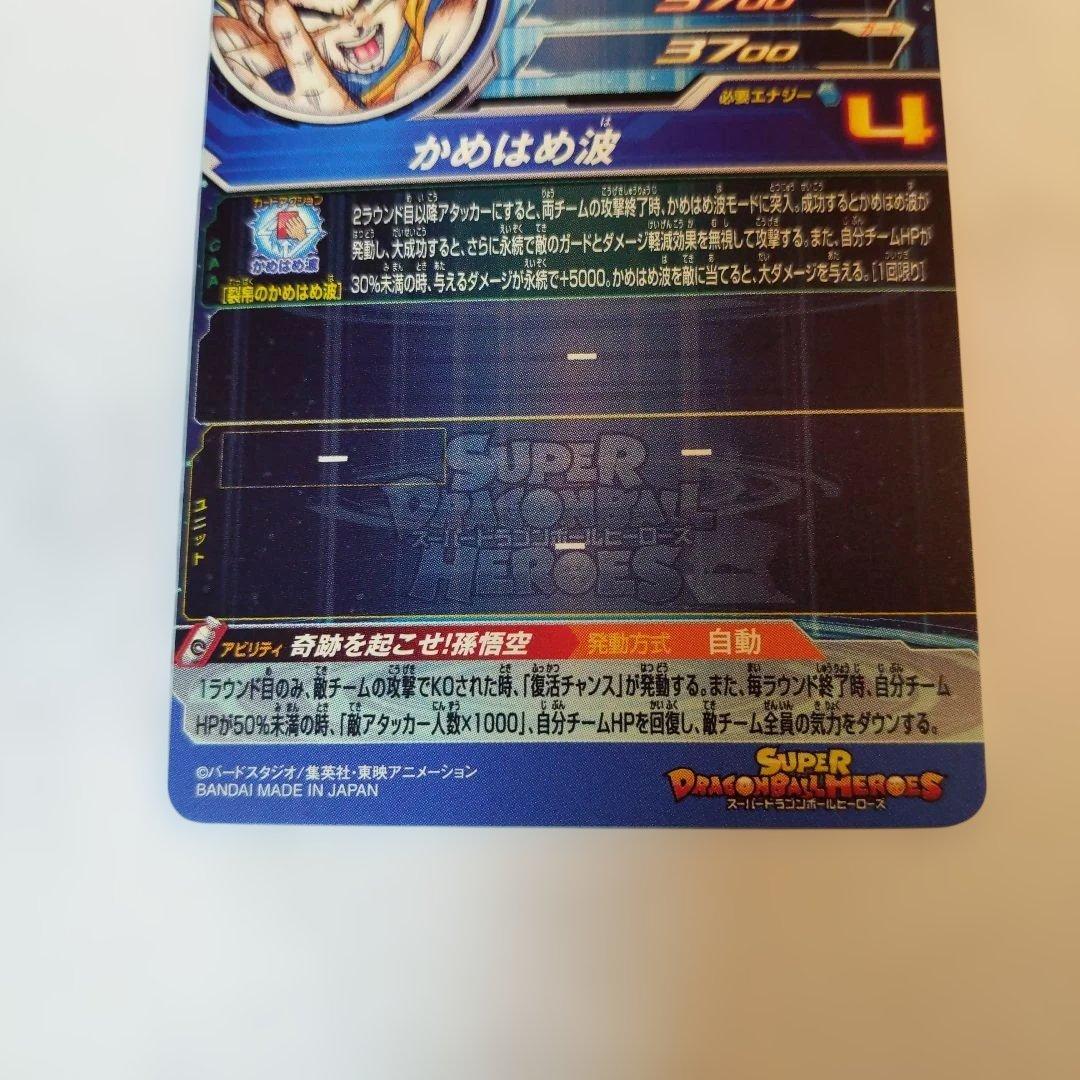 3700
3700
ガード
必要エナジー 4
かめはめ波
カードアクション
かめはめ波
[裂帛のかめはめ波]
CAA
2ラウンド目以降アタッカーにすると、両チームの攻撃終了時、かめはめ波モードに突入。成功するとかめはめ波が
発動し、大成功すると、さらに永続で敵のガードとダメージ軽減効果を無視して攻撃する。また、自分チームHPが
30%未満の時、与えるダメージが永続で+5000。かめはめ波を敵に当てると、大ダメージを与える。[1回限り]
ー
ー
ー
ー
ユニット
SUPER
DRAGONBALL
スーパードラゴンボールヒーローズ
HEROES
アビリティ 奇跡を起こせ!孫悟空 発動方式 自動
1ラウンド目のみ、敵チームの攻撃でKOされた時、「復活チャンス」が発動する。また、毎ラウンド終了時、自分チーム
HPが50%未満の時、「敵アタッカー人数×1000」、自分チームHPを回復し、敵チーム全員の気力をダウンする。
©バードスタジオ/集英社・東映アニメーション
BANDAI MADE IN JAPAN
SUPER
DRAGONBALL HEROES
スーパードラゴンボールヒーローズ